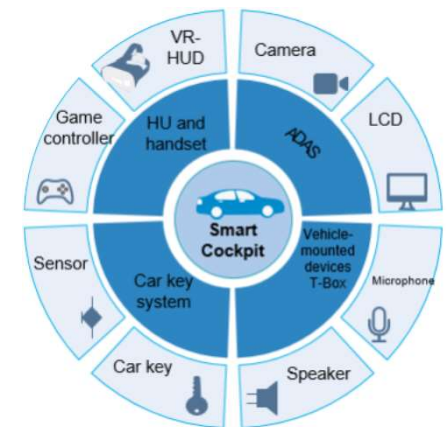 VR-
HUD
Camera
Game
controller
HU and
handset
ADAS
LCD
Smart
Cockpit
Sensor
Car key
system
Vehicle-
mounted
devices
T-Box
Microphone
Car key
Speaker